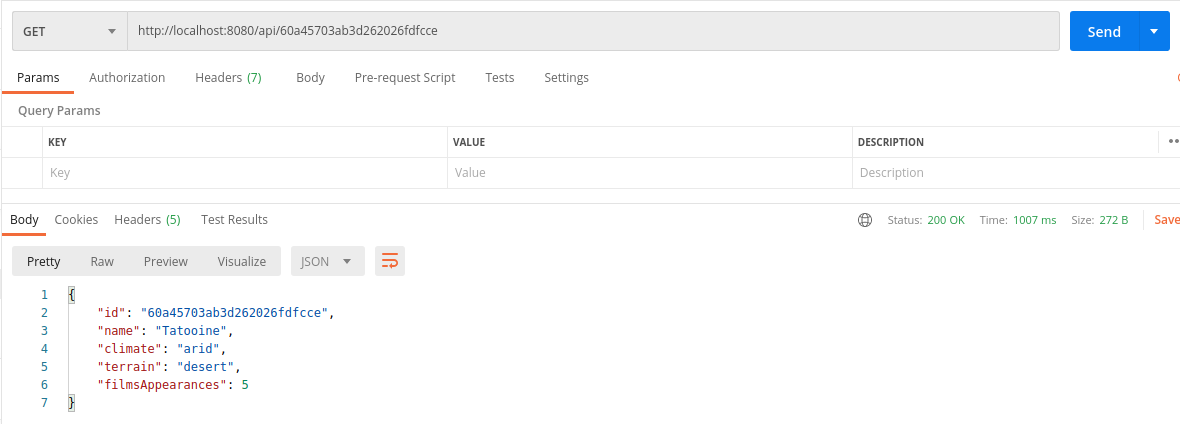 GET http://localhost:8080/api/60a45703ab3d262026fdfcce Send
Params Authorization Headers (7) Body Pre-request Script Tests Settings
Query Params
KEY VALUE DESCRIPTION
Key Value Description
Body Cookies Headers (5) Test Results Status: 200 OK Time: 1007 ms Size: 272 B Save
Pretty Raw Preview Visualize JSON
1 {
2 "id": "60a45703ab3d262026fdfcce",
3 "name": "Tatooine",
4 "climate": "arid",
5 "terrain": "desert",
6 "filmsAppearances": 5
7 }